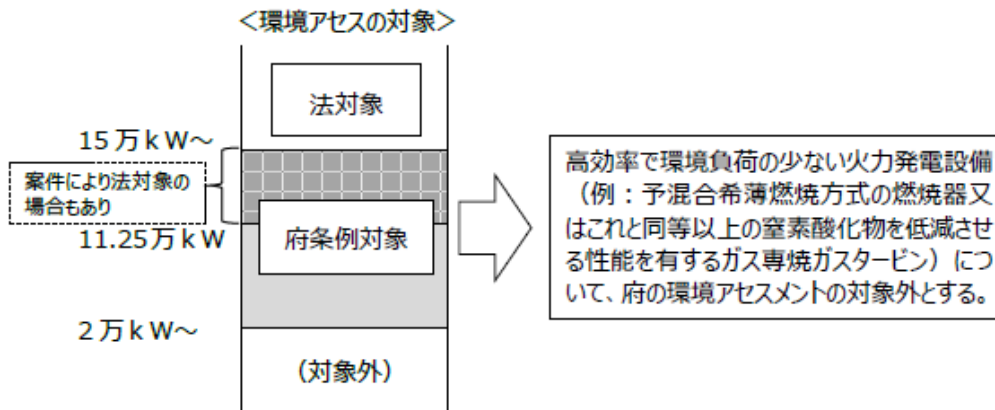 <環境アセスの対象>
法対象
15万kW～
案件により法対象の
場合もあり
11.25万kW
府条例対象
2万kW～
(対象外)
高効率で環境負荷の少ない火力発電設備
（例：予混合希薄燃焼方式の燃焼器又
はこれと同等以上の窒素酸化物を低減させ
る性能を有するガス専焼ガスタービン）につ
いて、府の環境アセスメントの対象外とする。